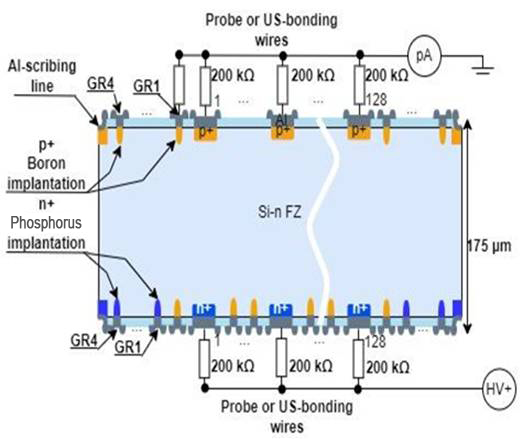 Probe or US-bonding
wires
pA
Al-scribing
line
GR4
GR1
200 kΩ
200 kΩ
200 kΩ
1
...
...
128
...
Al
p+
p+
p+
p+
Boron
implantation
n+
Phosphorus
implantation
Si-n FZ
175 µm
n+
n+
n+
GR4
GR1
...
1
...
...
128
...
200 kΩ
200 kΩ
200 kΩ
HV+
Probe or US-bonding
wires